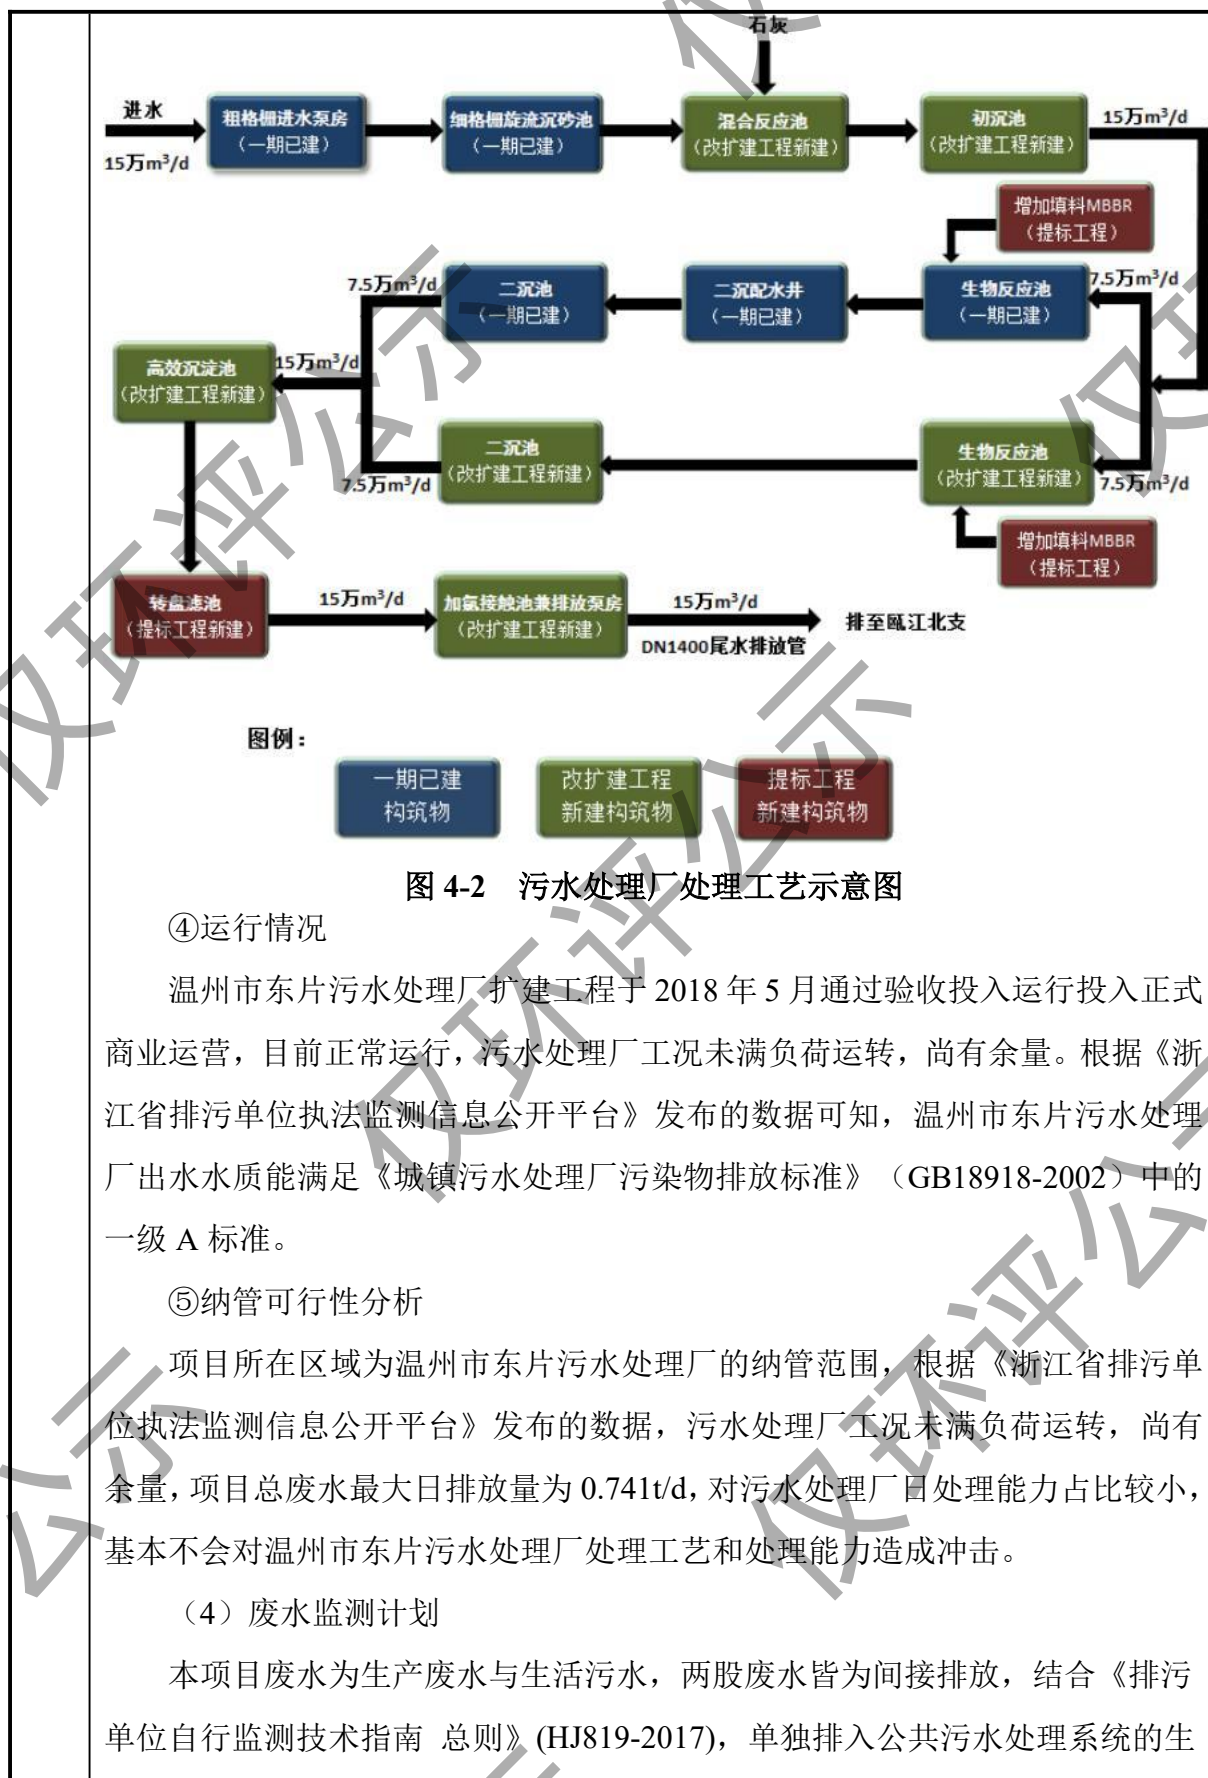 石灰
进水
15万m³/d
粗格栅进水泵房
（一期已建）
细格栅旋流沉砂池
（一期已建）
混合反应池
（改扩建工程新建）
初沉池
（改扩建工程新建）
15万m³/d
增加填料MBBR
（提标工程）
7.5万m³/d
二沉池
（一期已建）
二沉配水井
（一期已建）
生物反应池
（一期已建）
7.5万m³/d
高效沉淀池
（改扩建工程新建）
15万m³/d
二沉池
（改扩建工程新建）
7.5万m³/d
生物反应池
（改扩建工程新建）
7.5万m³/d
增加填料MBBR
（提标工程）
转盘滤池
（提标工程新建）
15万m³/d
加氯接触池兼排放泵房
（改扩建工程新建）
15万m³/d
DN1400尾水排放管
排至瓯江北支
图例：
一期已建
构筑物
改扩建工程
新建构筑物
提标工程
新建构筑物
图 4-2 污水处理厂处理工艺示意图
④运行情况
温州市东片污水处理厂扩建工程于 2018 年 5 月通过验收投入运行投入正式
商业运营，目前正常运行，污水处理厂工况未满负荷运转，尚有余量。根据《浙
江省排污单位执法监测信息公开平台》发布的数据可知，温州市东片污水处理
厂出水水质能满足《城镇污水处理厂污染物排放标准》（GB18918-2002）中的
一级 A 标准。
⑤纳管可行性分析
项目所在区域为温州市东片污水处理厂的纳管范围，根据《浙江省排污单
位执法监测信息公开平台》发布的数据，污水处理厂工况未满负荷运转，尚有
余量，项目总废水最大日排放量为 0.741t/d，对污水处理厂日处理能力占比较小，
基本不会对温州市东片污水处理厂处理工艺和处理能力造成冲击。
（4）废水监测计划
本项目废水为生产废水与生活污水，两股废水皆为间接排放，结合《排污
单位自行监测技术指南 总则》(HJ819-2017)，单独排入公共污水处理系统的生
仅环评公示
仅环评公示
仅环评公示
公示